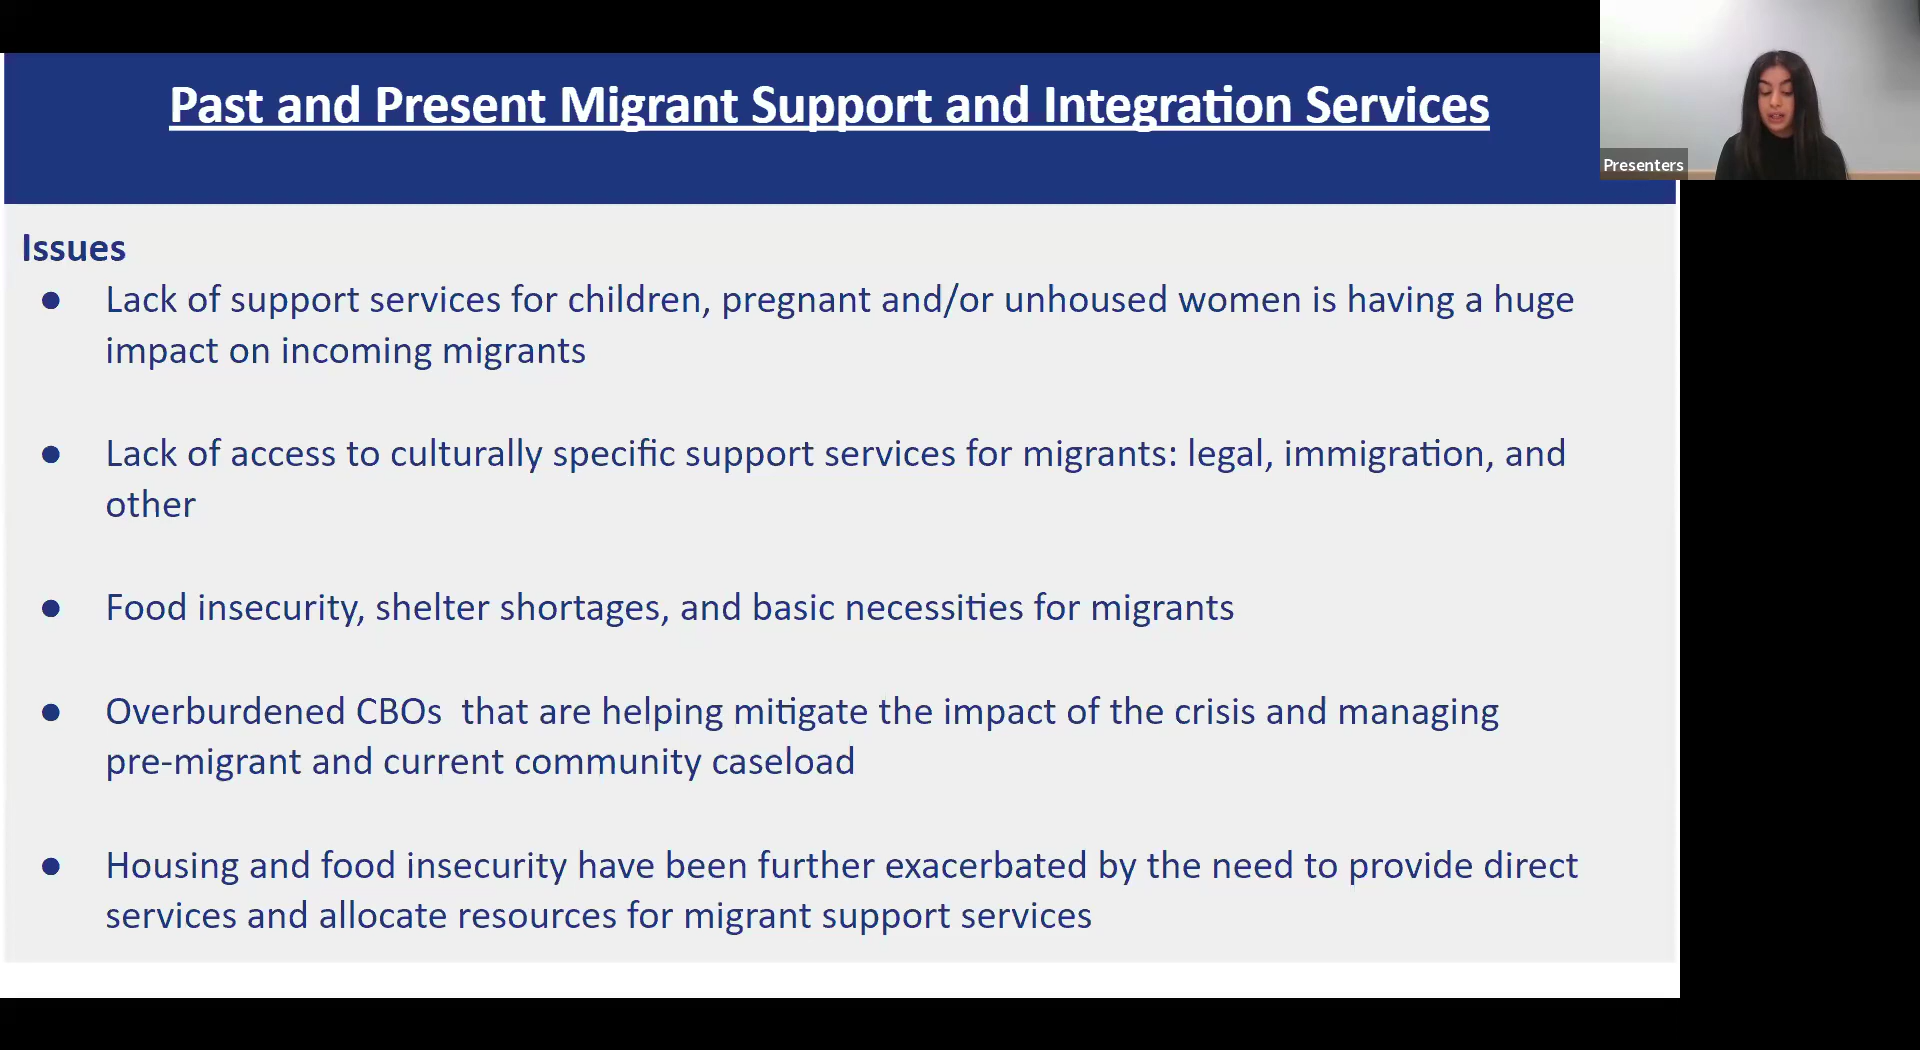 Past and Present Migrant Support and Integration Services
Presenters
Issues
● Lack of support services for children, pregnant and/or unhoused women is having a huge
impact on incoming migrants
● Lack of access to culturally specific support services for migrants: legal, immigration, and
other
● Food insecurity, shelter shortages, and basic necessities for migrants
● Overburdened CBOs  that are helping mitigate the impact of the crisis and managing
pre-migrant and current community caseload
● Housing and food insecurity have been further exacerbated by the need to provide direct
services and allocate resources for migrant support services